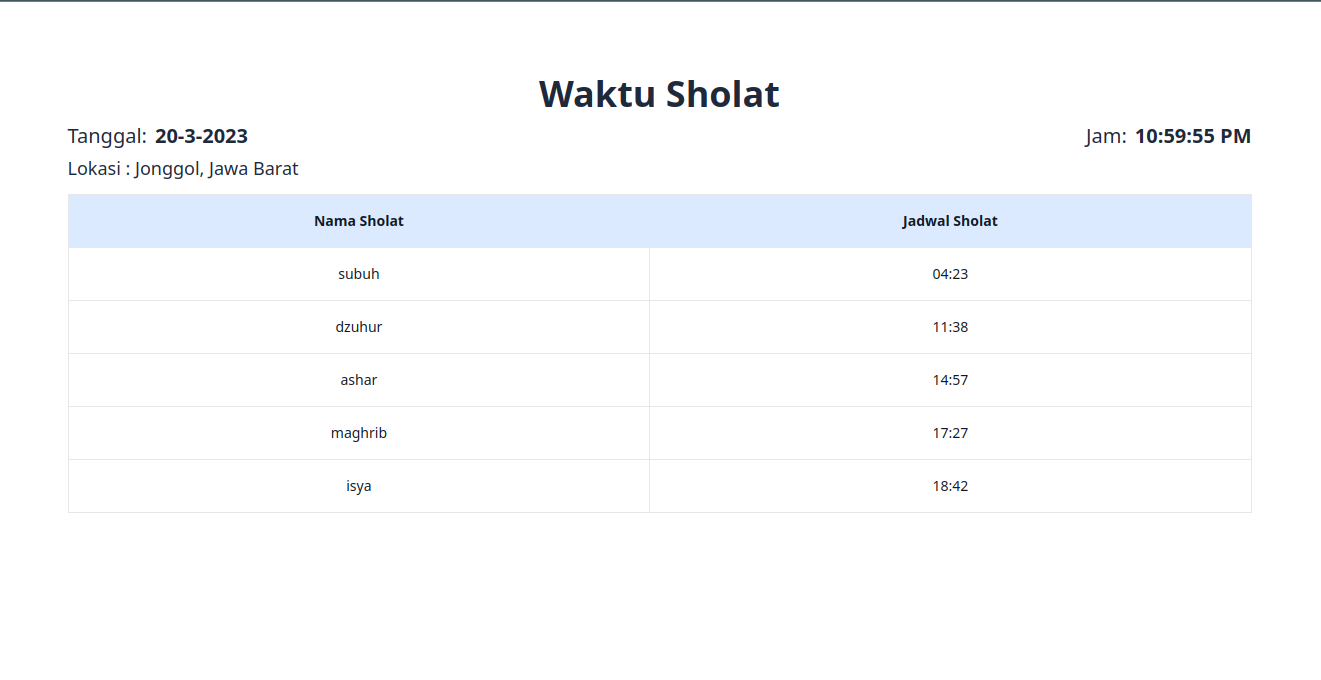 Waktu Sholat
Tanggal: 20-3-2023 Jam: 10:59:55 PM
Lokasi : Jonggol, Jawa Barat
Nama Sholat Jadwal Sholat
subuh 04:23
dzuhur 11:38
ashar 14:57
maghrib 17:27
isya 18:42